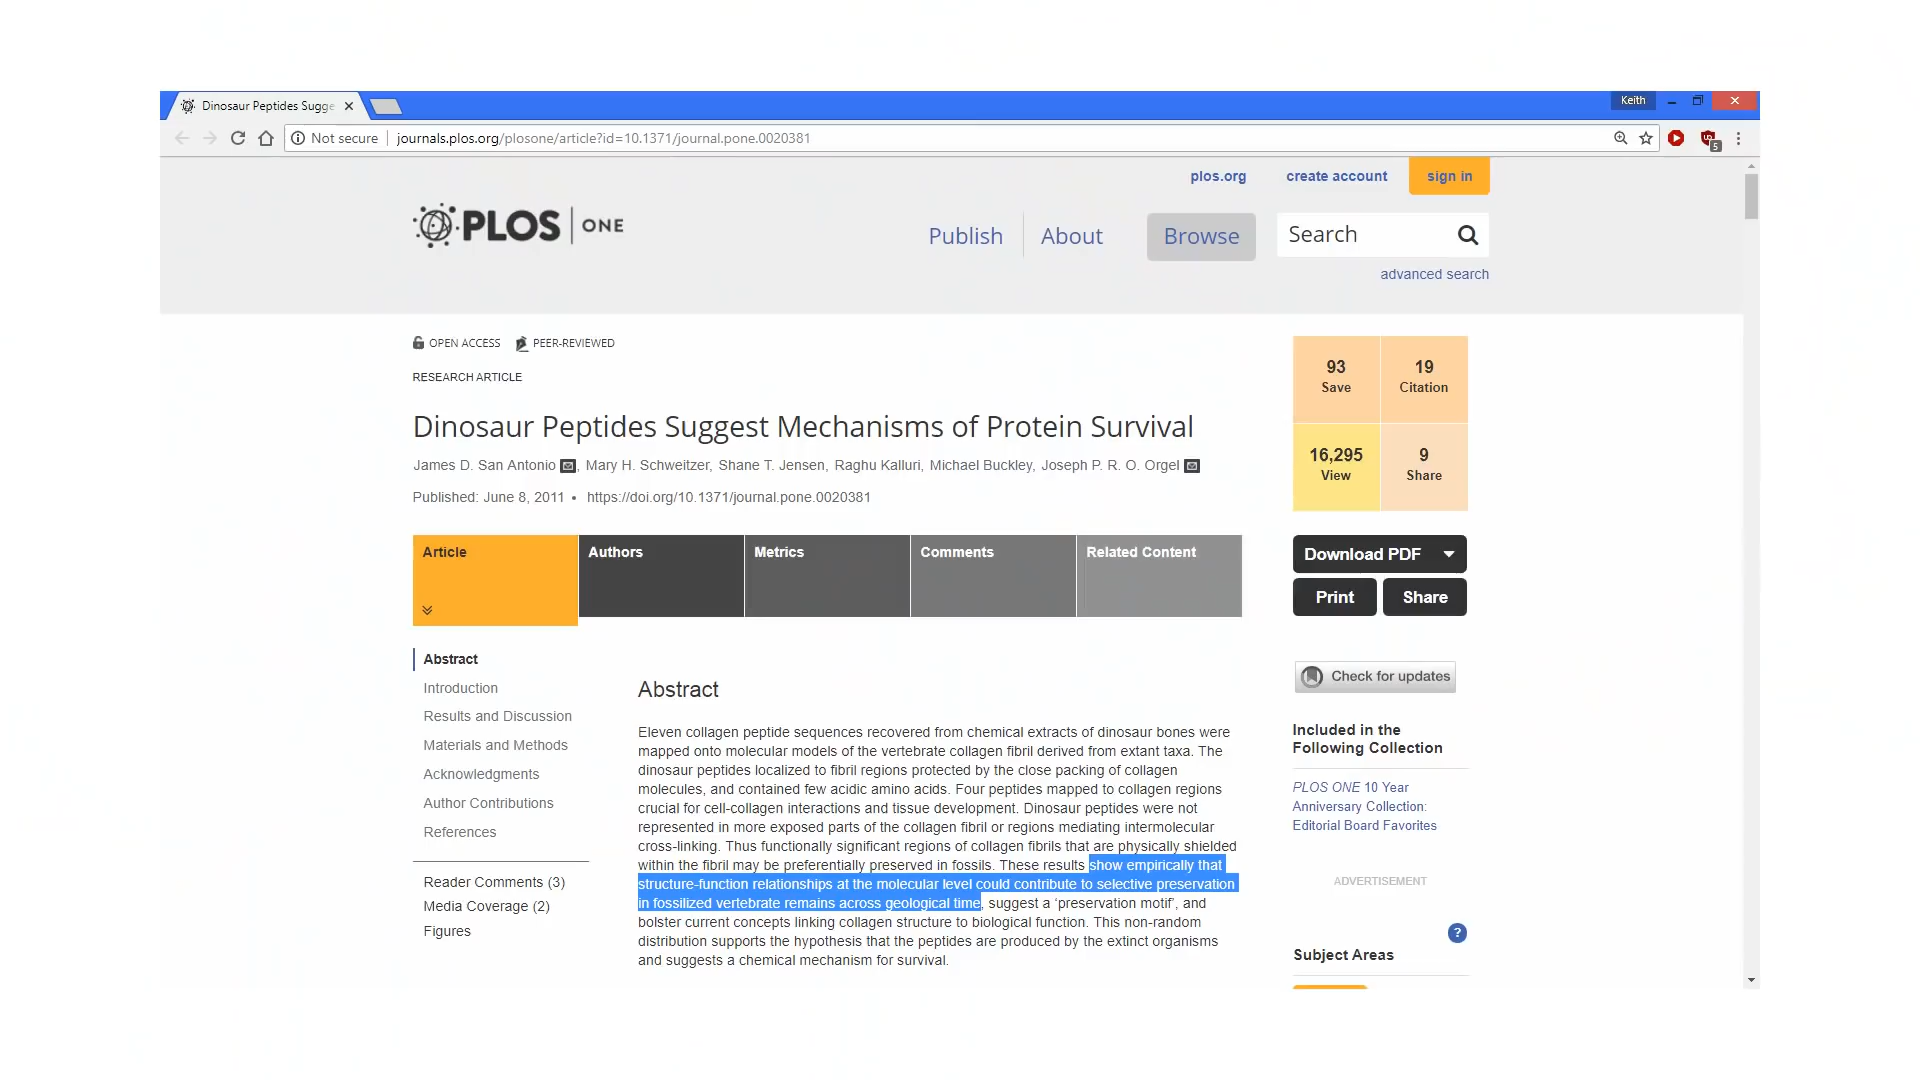 Dinosaur Peptides Sugge
Keith
Not secure
journals.plos.org/plosone/article?id=10.1371/journal.pone.0020381
5
plos.org
create account
sign in
PLOS ONE
Publish
About
Browse
Search
advanced search
OPEN ACCESS
PEER-REVIEWED
RESEARCH ARTICLE
Dinosaur Peptides Suggest Mechanisms of Protein Survival
James D. San Antonio, Mary H. Schweitzer, Shane T. Jensen, Raghu Kalluri, Michael Buckley, Joseph P. R. O. Orgel
Published: June 8, 2011 • https://doi.org/10.1371/journal.pone.0020381
93
Save
19
Citation
16,295
View
9
Share
Article
Authors
Metrics
Comments
Related Content
Download PDF
Print
Share
Abstract
Introduction
Results and Discussion
Materials and Methods
Acknowledgments
Author Contributions
References
Reader Comments (3)
Media Coverage (2)
Figures
Abstract
Eleven collagen peptide sequences recovered from chemical extracts of dinosaur bones were
mapped onto molecular models of the vertebrate collagen fibril derived from extant taxa. The
dinosaur peptides localized to fibril regions protected by the close packing of collagen
molecules, and contained few acidic amino acids. Four peptides mapped to collagen regions
crucial for cell-collagen interactions and tissue development. Dinosaur peptides were not
represented in more exposed parts of the collagen fibril or regions mediating intermolecular
cross-linking. Thus functionally significant regions of collagen fibrils that are physically shielded
within the fibril may be preferentially preserved in fossils. These results show empirically that
structure-function relationships at the molecular level could contribute to selective preservation
in fossilized vertebrate remains across geological time, suggest a ‘preservation motif’, and
bolster current concepts linking collagen structure to biological function. This non-random
distribution supports the hypothesis that the peptides are produced by the extinct organisms
and suggests a chemical mechanism for survival.
Check for updates
Included in the
Following Collection
PLOS ONE 10 Year
Anniversary Collection:
Editorial Board Favorites
ADVERTISEMENT
?
Subject Areas